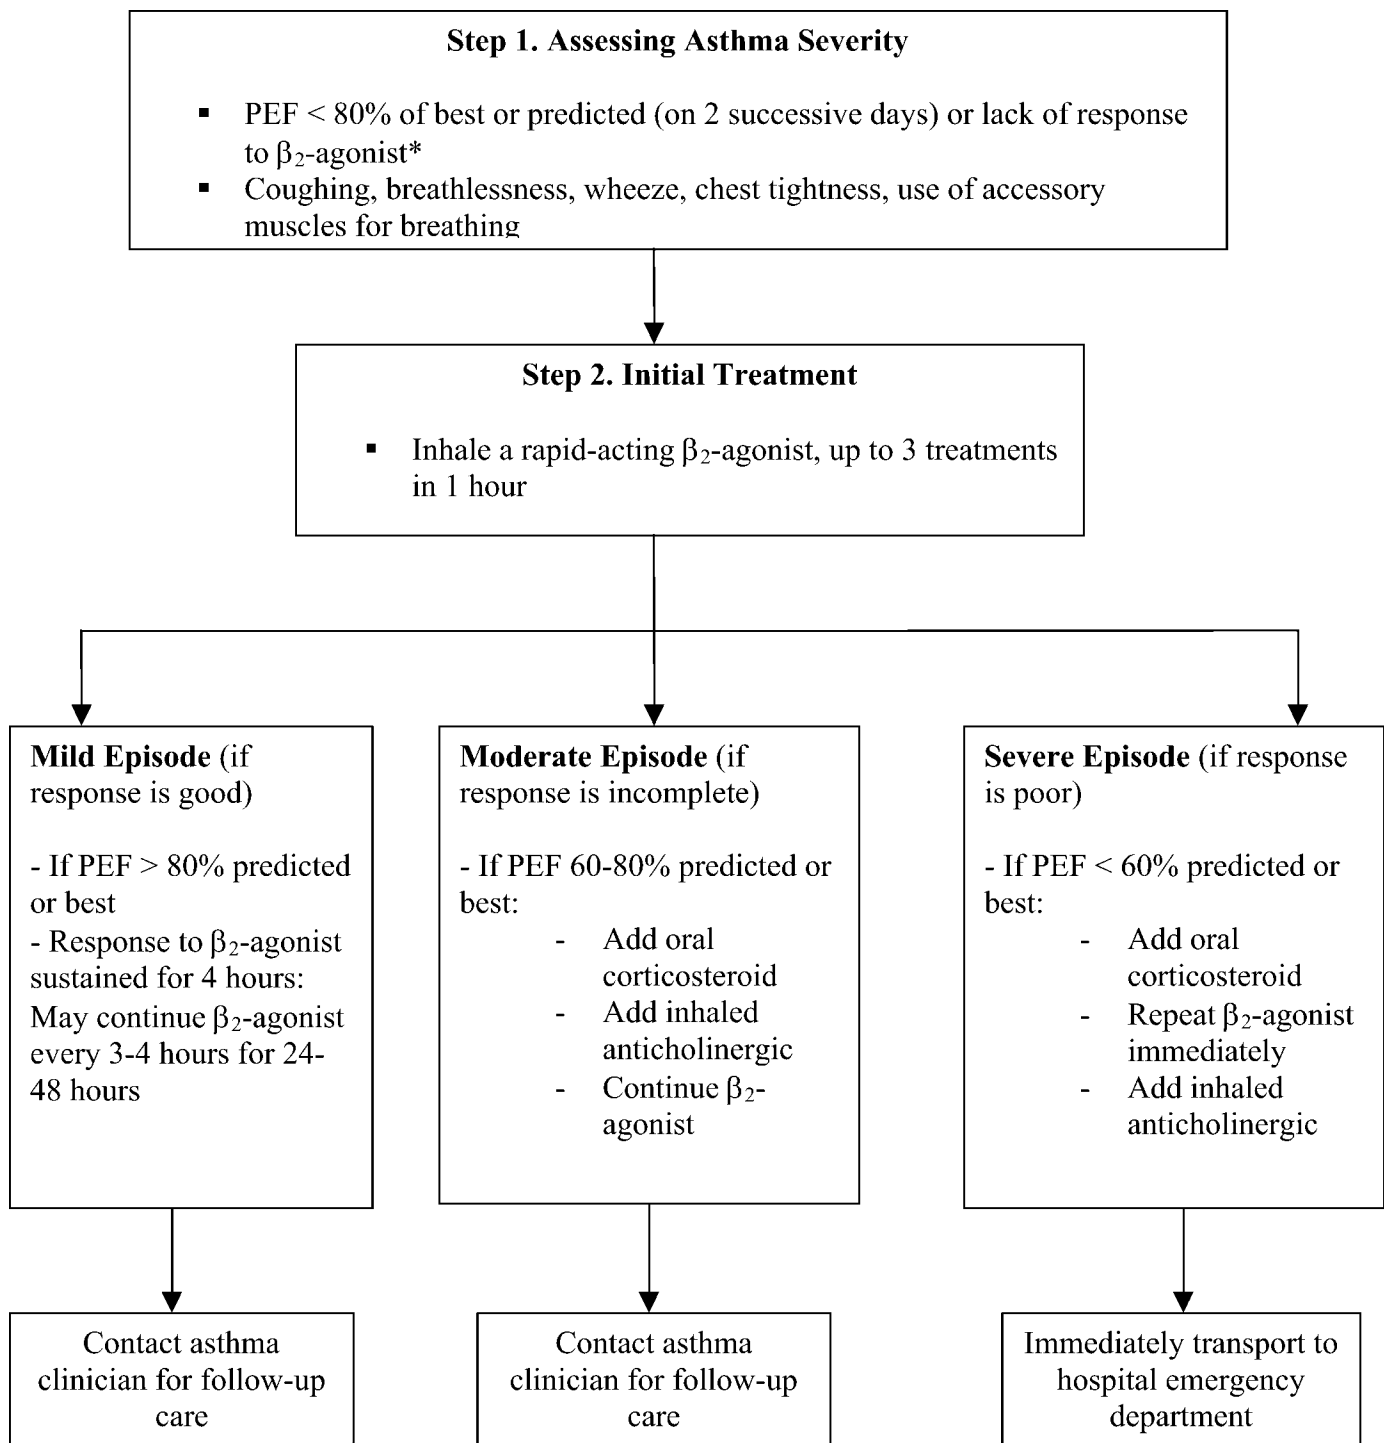 Step 1. Assessing Asthma Severity
▪ PEF < 80% of best or predicted (on 2 successive days) or lack of response
to β₂-agonist*
▪ Coughing, breathlessness, wheeze, chest tightness, use of accessory
muscles for breathing
Step 2. Initial Treatment
▪ Inhale a rapid-acting β₂-agonist, up to 3 treatments
in 1 hour
Mild Episode (if
response is good)
- If PEF > 80% predicted
or best
- Response to β₂-agonist
sustained for 4 hours:
May continue β₂-agonist
every 3-4 hours for 24-
48 hours
Moderate Episode (if
response is incomplete)
- If PEF 60-80% predicted or
best:
- Add oral
corticosteroid
- Add inhaled
anticholinergic
- Continue β₂-
agonist
Severe Episode (if response
is poor)
- If PEF < 60% predicted or
best:
- Add oral
corticosteroid
- Repeat β₂-agonist
immediately
- Add inhaled
anticholinergic
Contact asthma
clinician for follow-up
care
Contact asthma
clinician for follow-up
care
Immediately transport to
hospital emergency
department